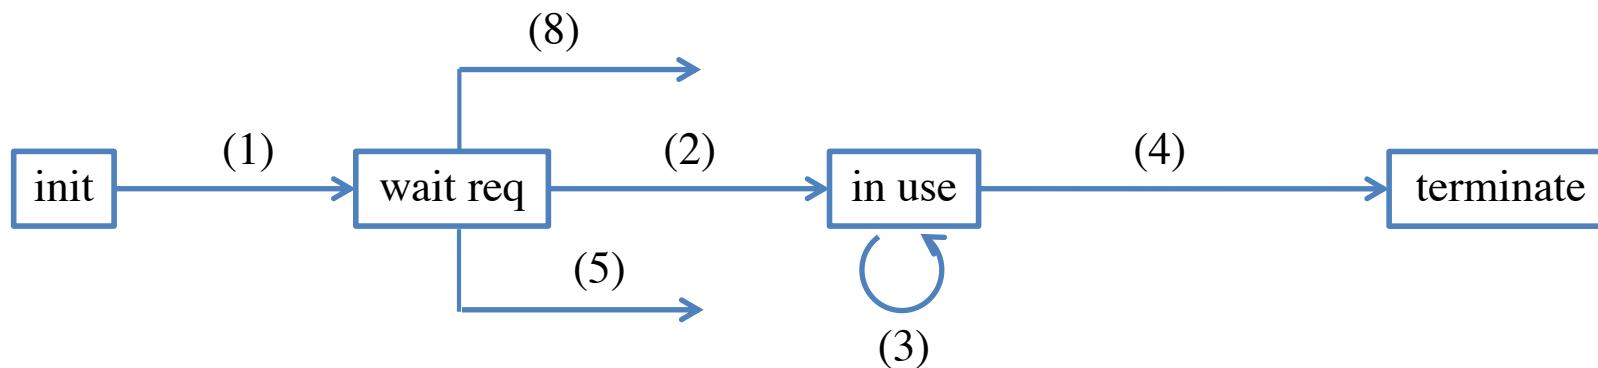 (8)
(1)
(2)
(4)
init
wait req
in use
terminate
(5)
(3)